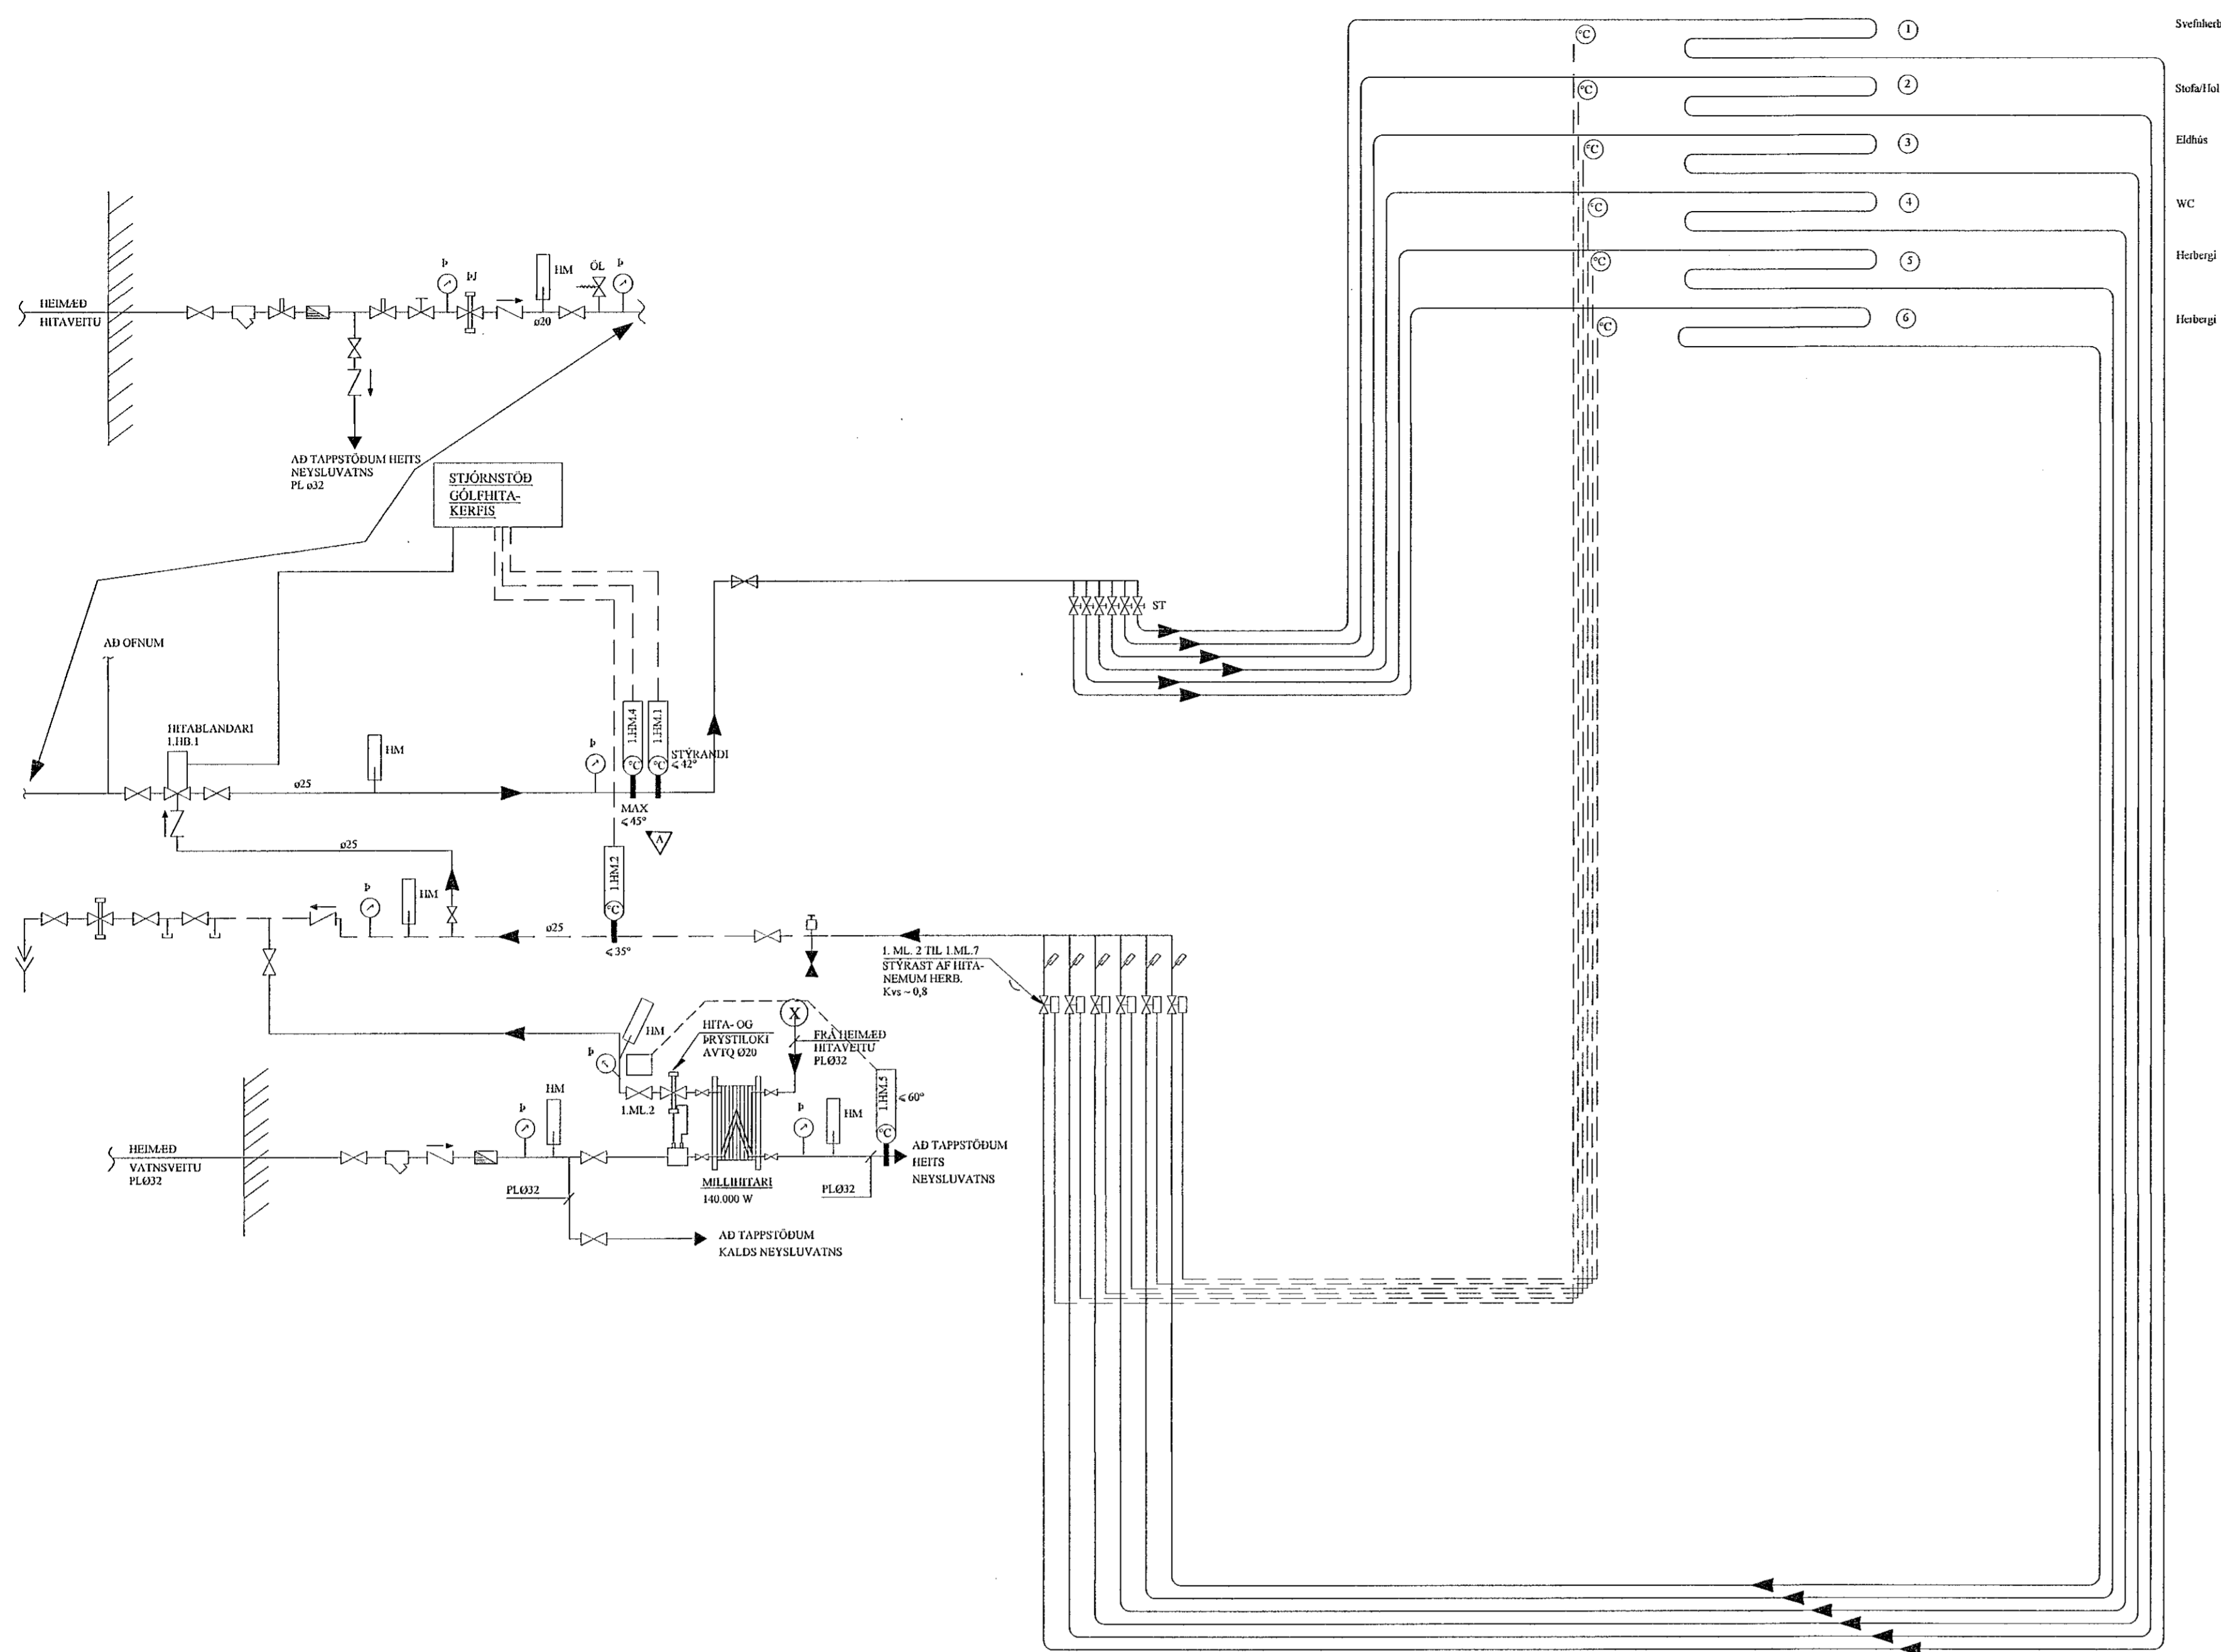 Svefnherb
Stofa/Hol
Eldhús
WC
Herbergi
Herbergi
°C
°C
°C
°C
°C
°C
1
2
3
4
5
6
HEIMÆÐ
HITAVEITU
Þ
ÞJ
HM
ÖL
Þ
ø20
AÐ TAPPSTÖÐUM HEITS
NEYSLUVATNS
PL ø32
STJÓRNSTÖÐ
GÓLFHITA-
KERFIS
ST
AÐ OFNUM
HITABLANDARI
1.HB.1
HM
ø25
Þ
1.HM.4
°C
1.HM.1
°C
STÝRANDI
⩽ 42°
MAX
⩽ 45°
A
ø25
1.HM.2
°C
⩽ 35°
Þ
HM
ø25
1. ML. 2 TIL 1.ML.7
STÝRAST AF HITA-
NEMUM HERB.
Kvs ~ 0,8
HM
Þ
HITA- OG
ÞRYSTILOKI
AVTQ Ø20
X
FRÁ HEIMÆÐ
HITAVEITU
PLØ32
1.ML.2
1.HM.5
°C
⩽ 60°
HEIMÆÐ
VATNSVEITU
PLØ32
Þ
HM
Þ
HM
AÐ TAPPSTÖÐUM
HEITS
NEYSLUVATNS
PLØ32
MILLIHITARI
140.000 W
PLØ32
AÐ TAPPSTÖÐUM
KALDS NEYSLUVATNS